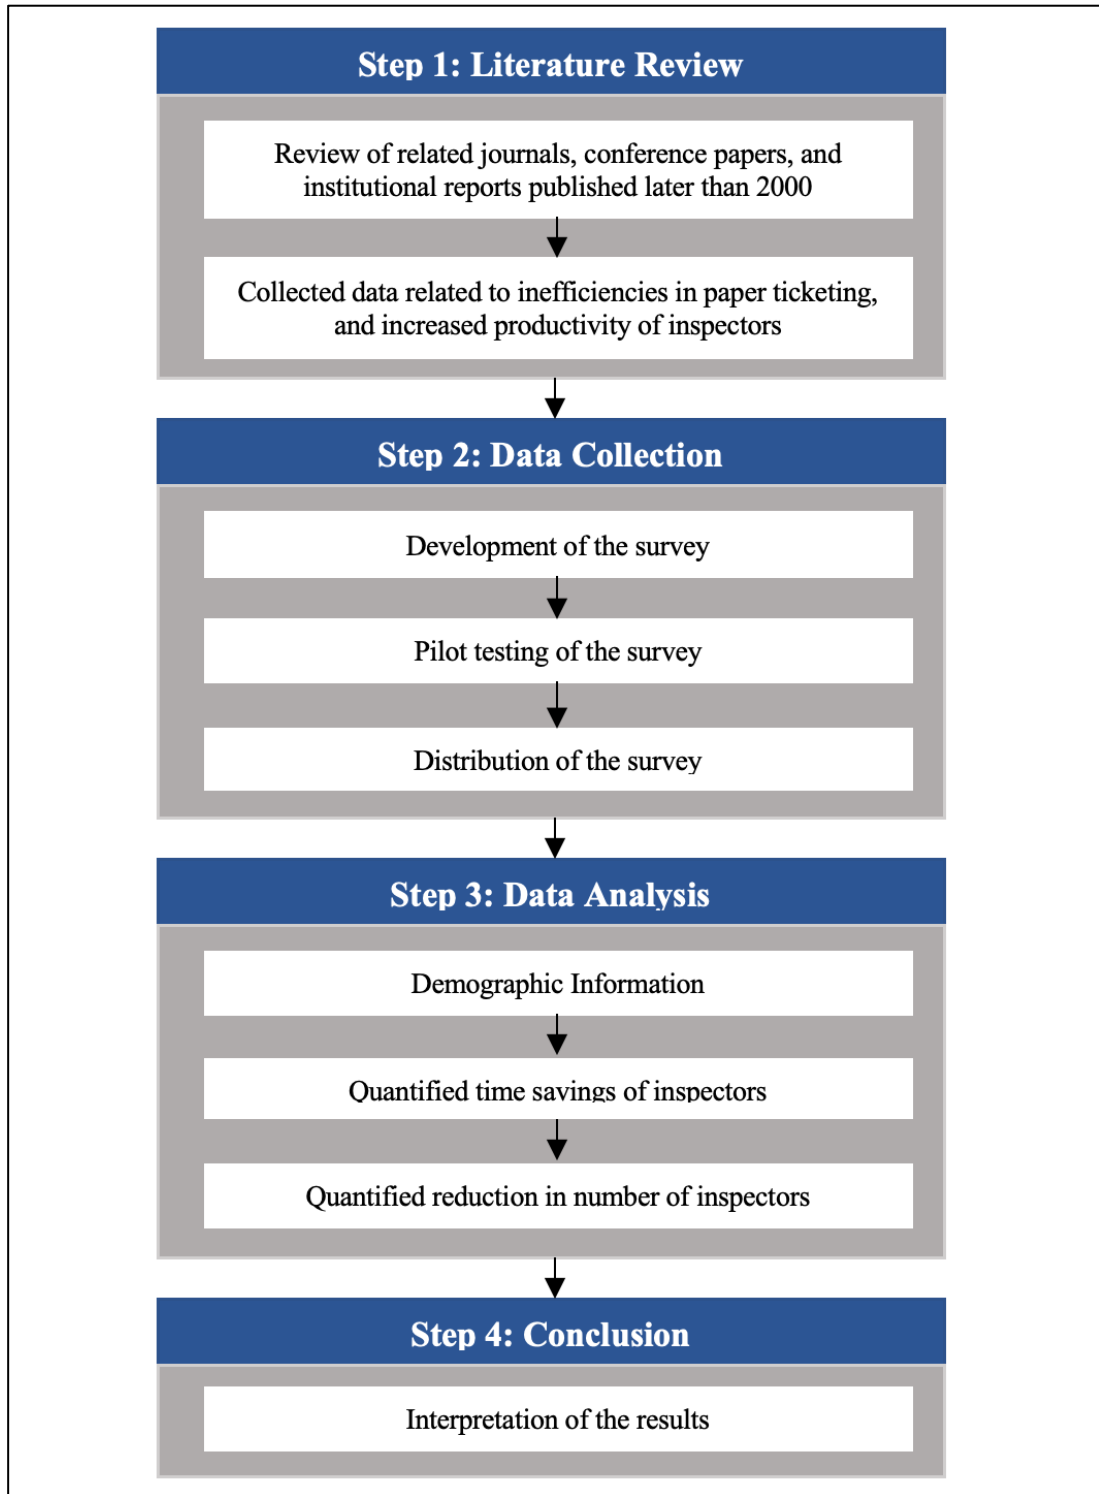 Step 1: Literature Review
Review of related journals, conference papers, and
institutional reports published later than 2000
Collected data related to inefficiencies in paper ticketing,
and increased productivity of inspectors
Step 2: Data Collection
Development of the survey
Pilot testing of the survey
Distribution of the survey
Step 3: Data Analysis
Demographic Information
Quantified time savings of inspectors
Quantified reduction in number of inspectors
Step 4: Conclusion
Interpretation of the results